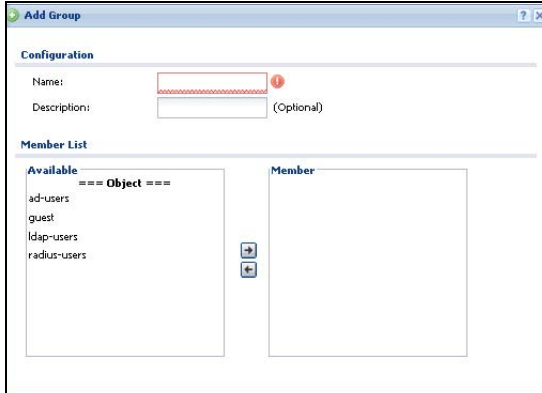 Add Group
Configuration
Name:
Description: (Optional)
Member List
Available Member
=== Object ===
ad-users
guest
ldap-users
radius-users